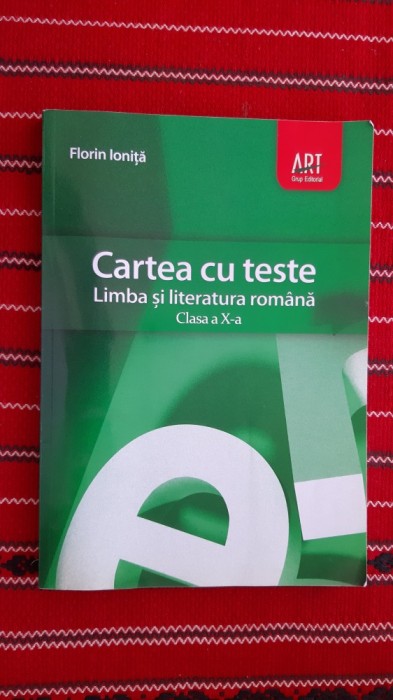 Florin Ioniță
ART
Grup Editorial
Cartea cu teste
Limba și literatura română
Clasa a X-a
e!